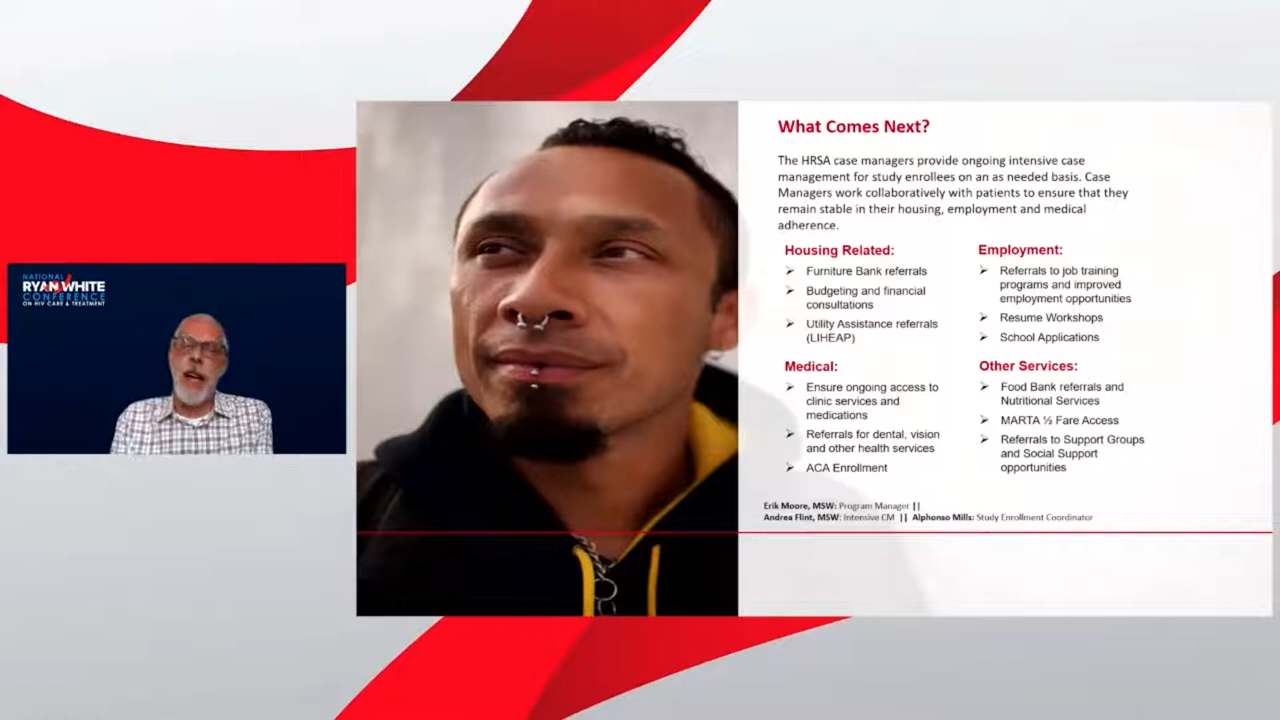 NATIONAL
RYAN WHITE
CONFERENCE
ON HIV CARE & TREATMENT
What Comes Next?
The HRSA case managers provide ongoing intensive case
management for study enrollees on an as needed basis. Case
Managers work collaboratively with patients to ensure that they
remain stable in their housing, employment and medical
adherence.
Housing Related:
➢ Furniture Bank referrals
➢ Budgeting and financial
consultations
➢ Utility Assistance referrals
(LIHEAP)
Medical:
➢ Ensure ongoing access to
clinic services and
medications
➢ Referrals for dental, vision
and other health services
➢ ACA Enrollment
Employment:
➢ Referrals to job training
programs and improved
employment opportunities
➢ Resume Workshops
➢ School Applications
Other Services:
➢ Food Bank referrals and
Nutritional Services
➢ MARTA ½ Fare Access
➢ Referrals to Support Groups
and Social Support
opportunities
Erik Moore, MSW: Program Manager ||
Andrea Flint, MSW: Intensive CM || Alphonso Mills: Study Enrollment Coordinator